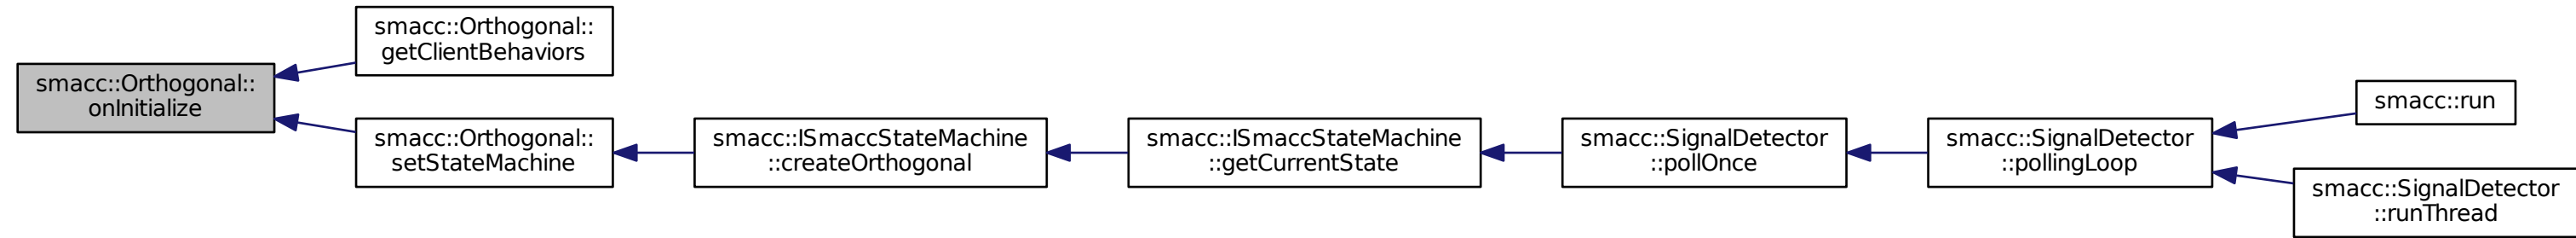 smacc::Orthogonal::
onInitialize
smacc::Orthogonal::
getClientBehaviors
smacc::Orthogonal::
setStateMachine
smacc::ISmaccStateMachine
::createOrthogonal
smacc::ISmaccStateMachine
::getCurrentState
smacc::SignalDetector
::pollOnce
smacc::SignalDetector
::pollingLoop
smacc::run
smacc::SignalDetector
::runThread